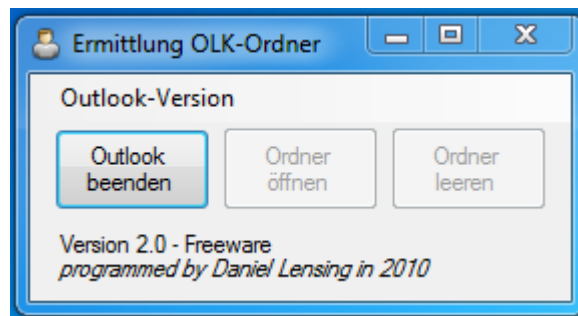 Ermittlung OLK-Ordner
Outlook-Version
Outlook beenden
Ordner öffnen
Ordner leeren
Version 2.0 - Freeware
programmed by Daniel Lensing in 2010